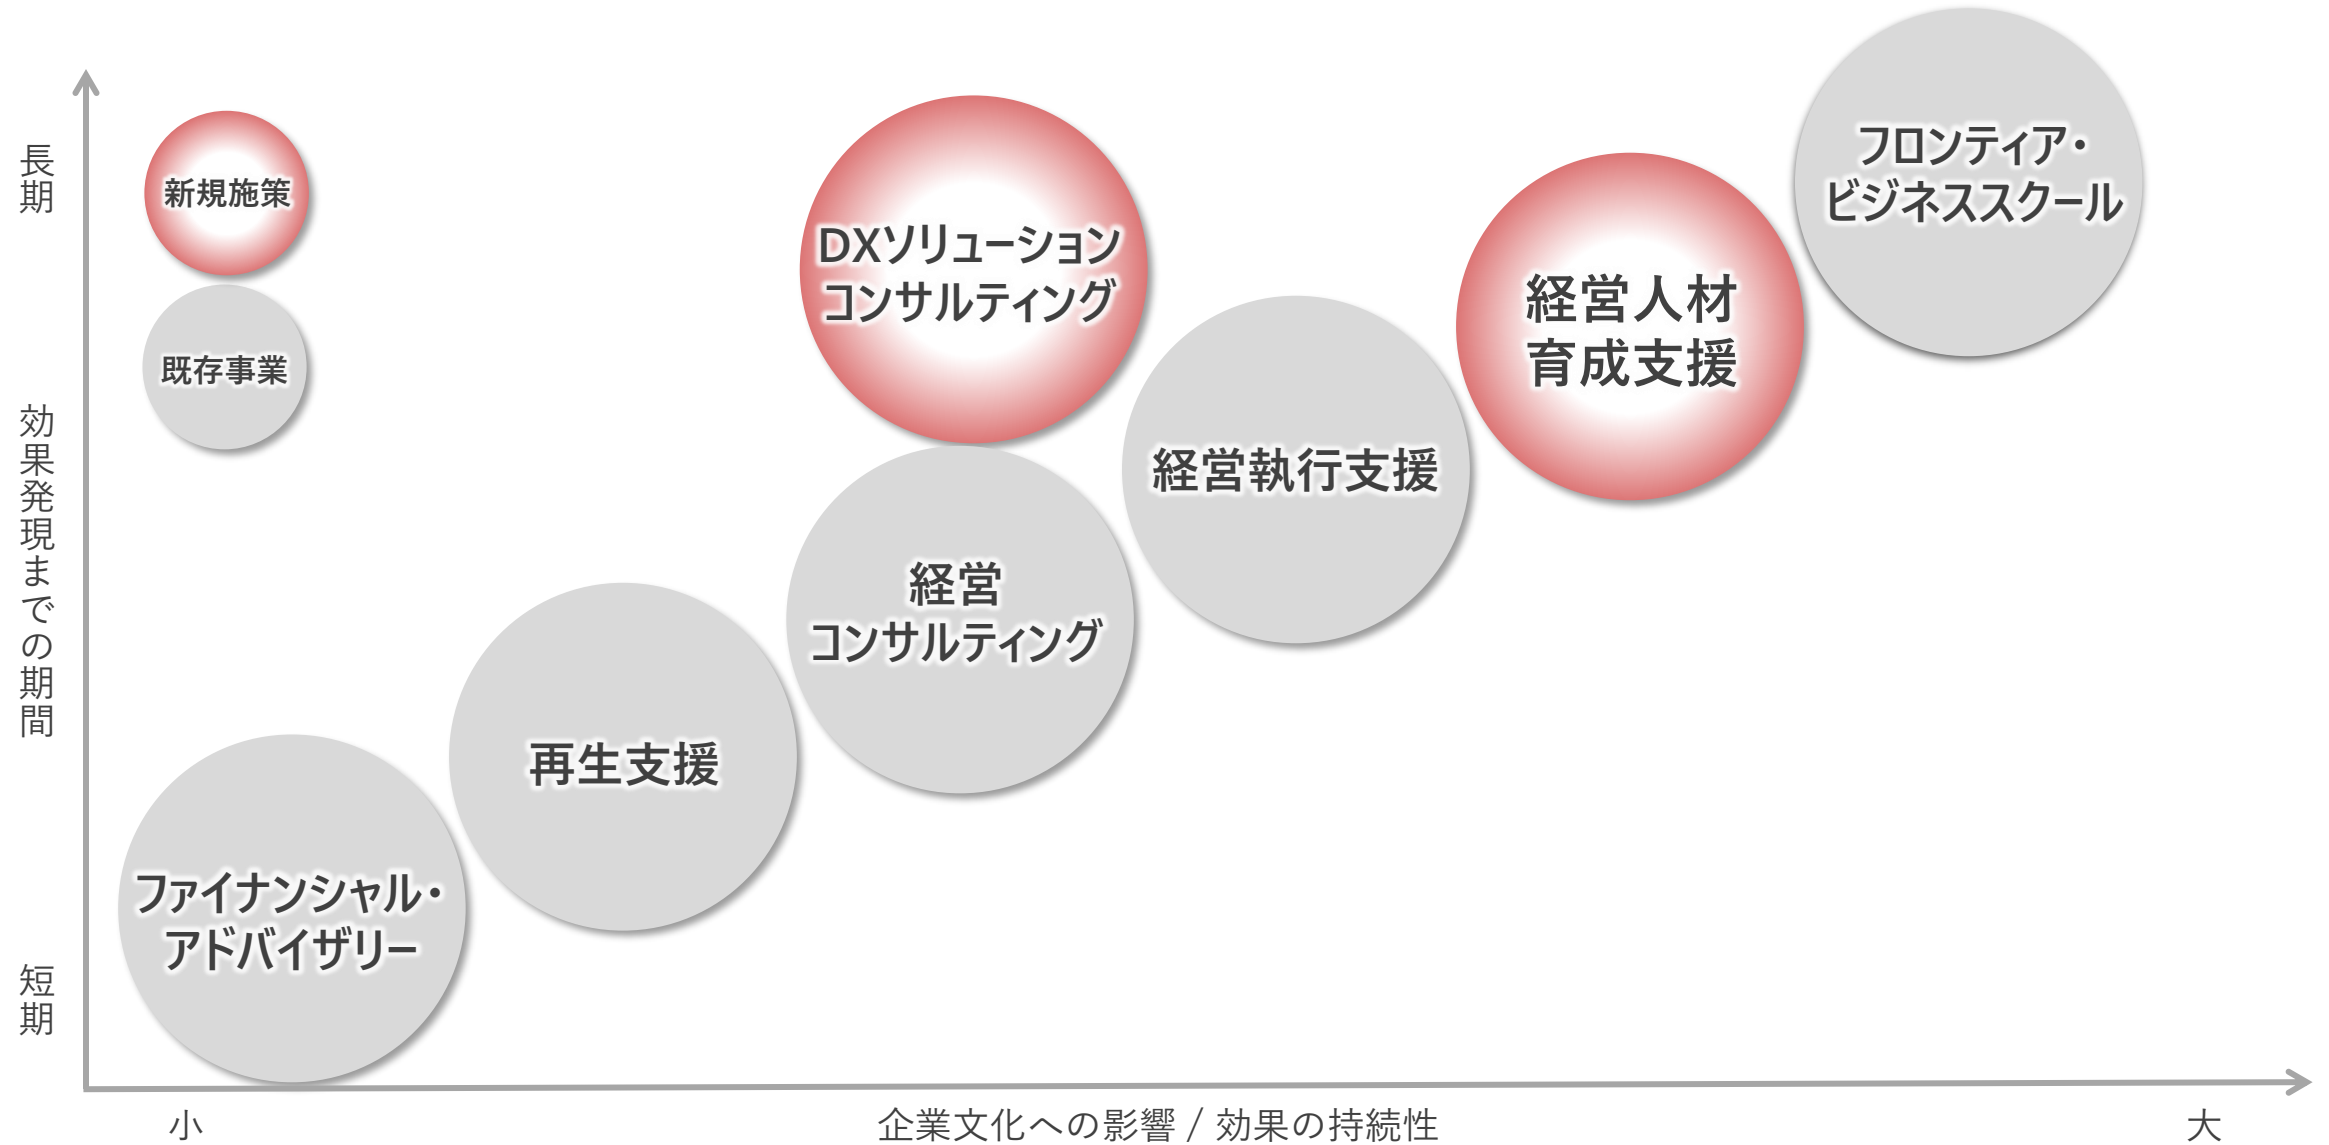 長期
効果発現までの期間
短期
新規施策
既存事業
DXソリューション
コンサルティング
フロンティア・
ビジネススクール
経営人材
育成支援
経営執行支援
経営
コンサルティング
再生支援
ファイナンシャル・
アドバイザリー
小
企業文化への影響 / 効果の持続性
大